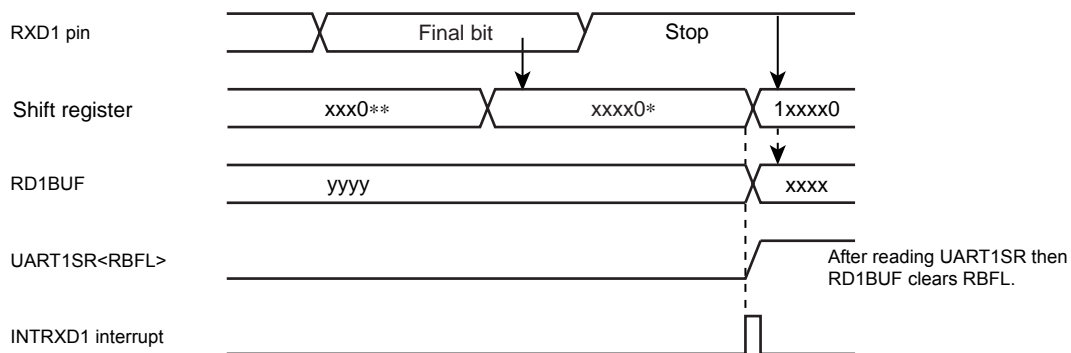 RXD1 pin
Final bit
Stop
Shift register
xxx0**
xxxx0*
1xxxx0
RD1BUF
yyyy
xxxx
UART1SR<RBFL>
After reading UART1SR then
RD1BUF clears RBFL.
INTRXD1 interrupt